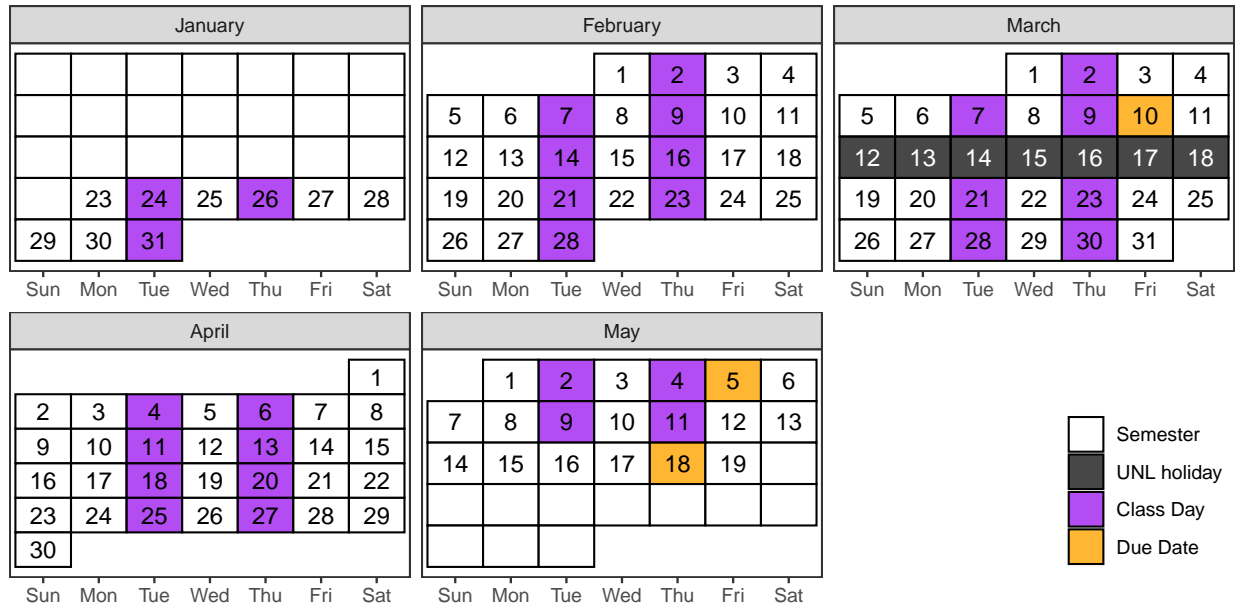 January
23 24 25 26 27 28
29 30 31
Sun Mon Tue Wed Thu Fri Sat
February
1 2 3 4
5 6 7 8 9 10 11
12 13 14 15 16 17 18
19 20 21 22 23 24 25
26 27 28
Sun Mon Tue Wed Thu Fri Sat
March
1 2 3 4
5 6 7 8 9 10 11
12 13 14 15 16 17 18
19 20 21 22 23 24 25
26 27 28 29 30 31
Sun Mon Tue Wed Thu Fri Sat
April
1
2 3 4 5 6 7 8
9 10 11 12 13 14 15
16 17 18 19 20 21 22
23 24 25 26 27 28 29
30
Sun Mon Tue Wed Thu Fri Sat
May
1 2 3 4 5 6
7 8 9 10 11 12 13
14 15 16 17 18 19
Sun Mon Tue Wed Thu Fri Sat
Semester
UNL holiday
Class Day
Due Date